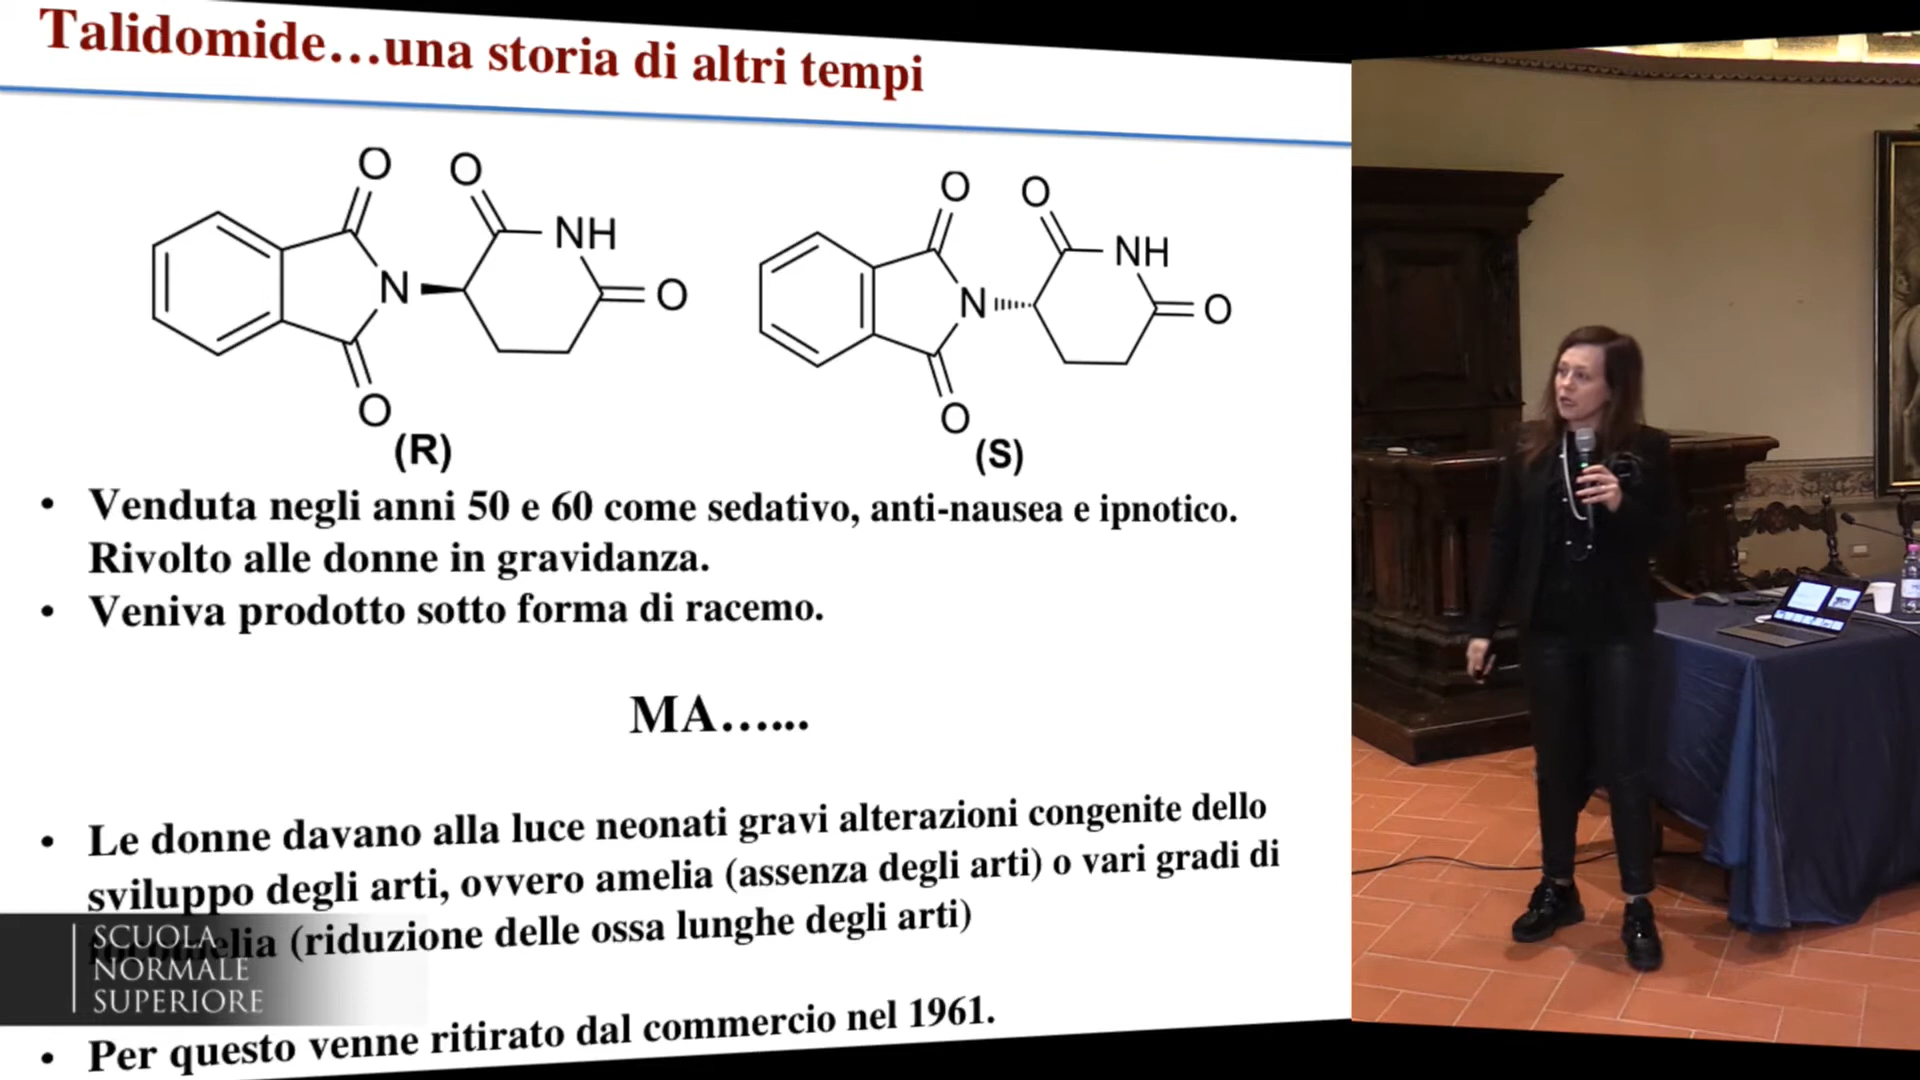 Talidomide...una storia di altri tempi
O O O O
NH NH
N O N O
O O
(R) (S)
• Venduta negli anni 50 e 60 come sedativo, anti-nausea e ipnotico.
Rivolto alle donne in gravidanza.
• Veniva prodotto sotto forma di racemo.
MA......
• Le donne davano alla luce neonati gravi alterazioni congenite dello
sviluppo degli arti, ovvero amelia (assenza degli arti) o vari gradi di
(riduzione delle ossa lunghe degli arti)
SCUOLA
NORMALE
SUPERIORE
• Per questo venne ritirato dal commercio nel 1961.